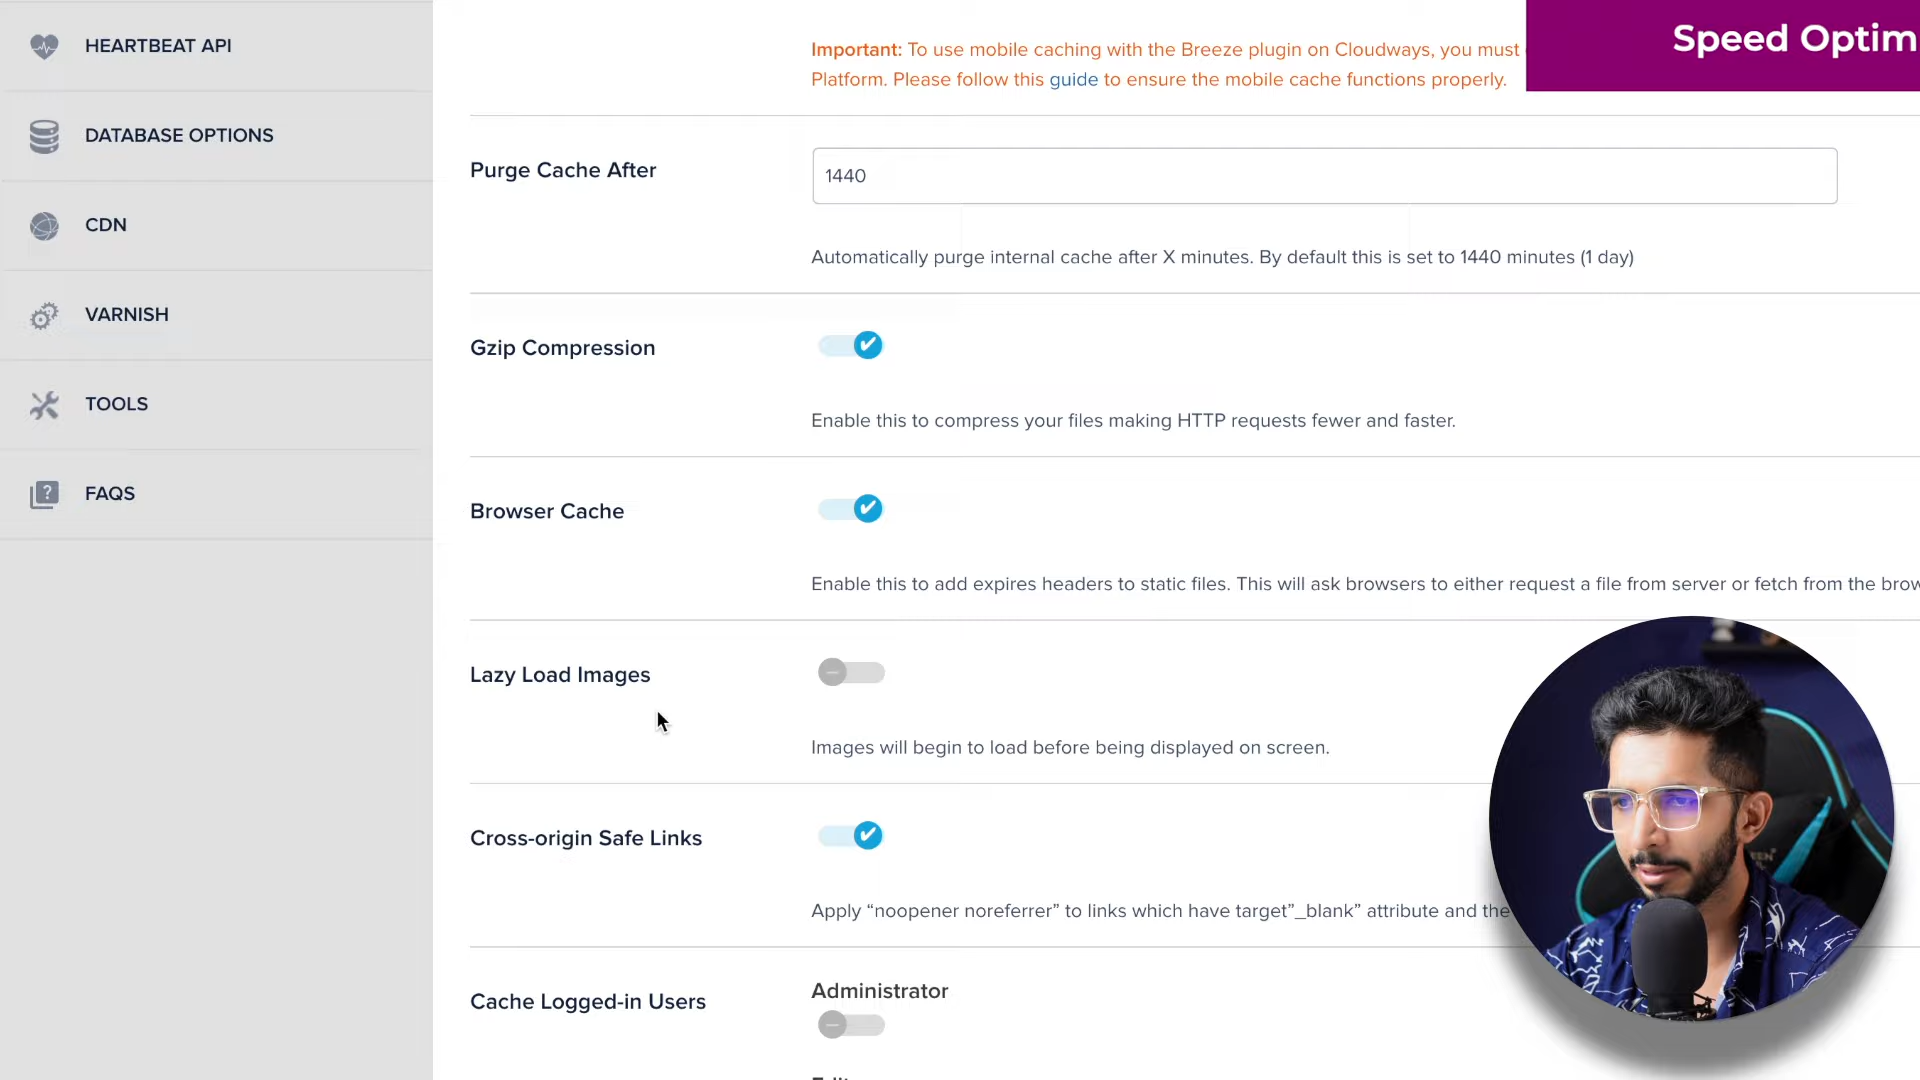 HEARTBEAT API
DATABASE OPTIONS
CDN
VARNISH
TOOLS
FAQS
Speed Optim
Important: To use mobile caching with the Breeze plugin on Cloudways, you must
Platform. Please follow this guide to ensure the mobile cache functions properly.
Purge Cache After
1440
Automatically purge internal cache after X minutes. By default this is set to 1440 minutes (1 day)
Gzip Compression
Enable this to compress your files making HTTP requests fewer and faster.
Browser Cache
Enable this to add expires headers to static files. This will ask browsers to either request a file from server or fetch from the brow
Lazy Load Images
Images will begin to load before being displayed on screen.
Cross-origin Safe Links
Apply “noopener noreferrer” to links which have target”_blank” attribute and the
Cache Logged-in Users
Administrator